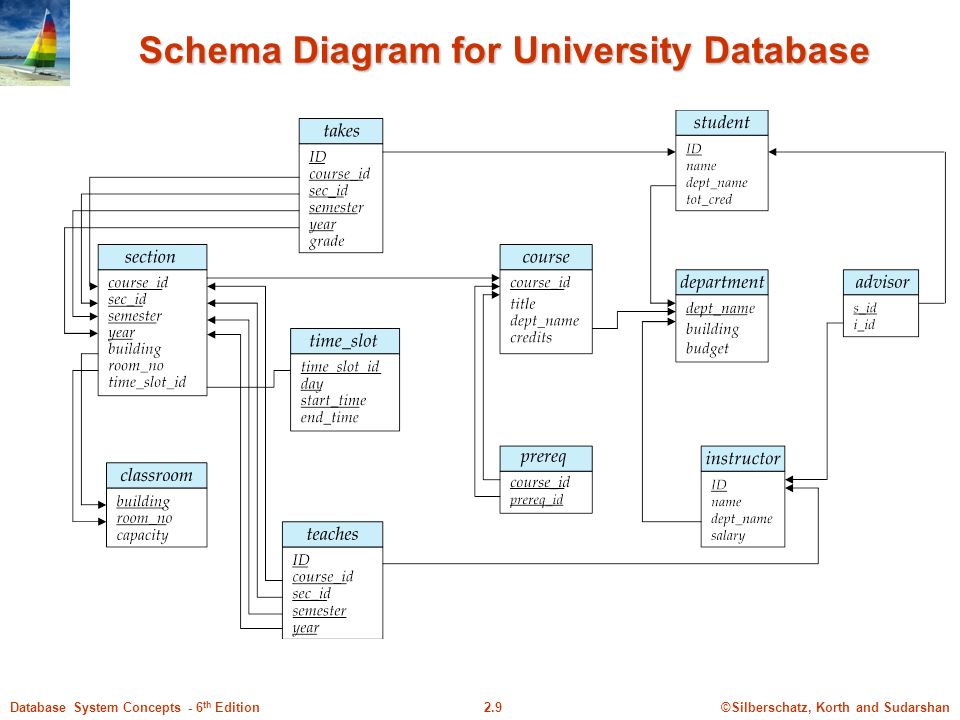 Schema Diagram for University Database
takes
ID
course_id
sec_id
semester
year
grade
student
ID
name
dept_name
tot_cred
section
course_id
sec_id
semester
year
building
room_no
time_slot_id
course
course_id
title
dept_name
credits
department
dept_name
building
budget
advisor
s_id
i_id
time_slot
time_slot_id
day
start_time
end_time
prereq
course_id
prereq_id
instructor
ID
name
dept_name
salary
classroom
building
room_no
capacity
teaches
ID
course_id
sec_id
semester
year
Database System Concepts - 6th Edition
2.9
©Silberschatz, Korth and Sudarshan